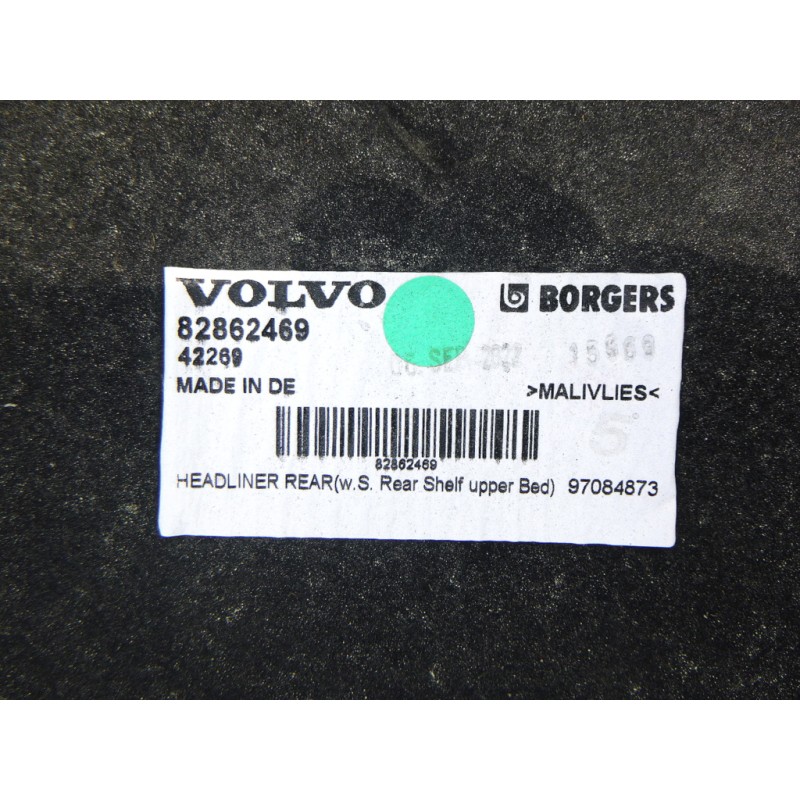 VOLVO BORGERS
82862469
42269
MADE IN DE >MALIVLIES<
82862469
HEADLINER REAR(w.S. Rear Shelf upper Bed) 97084873